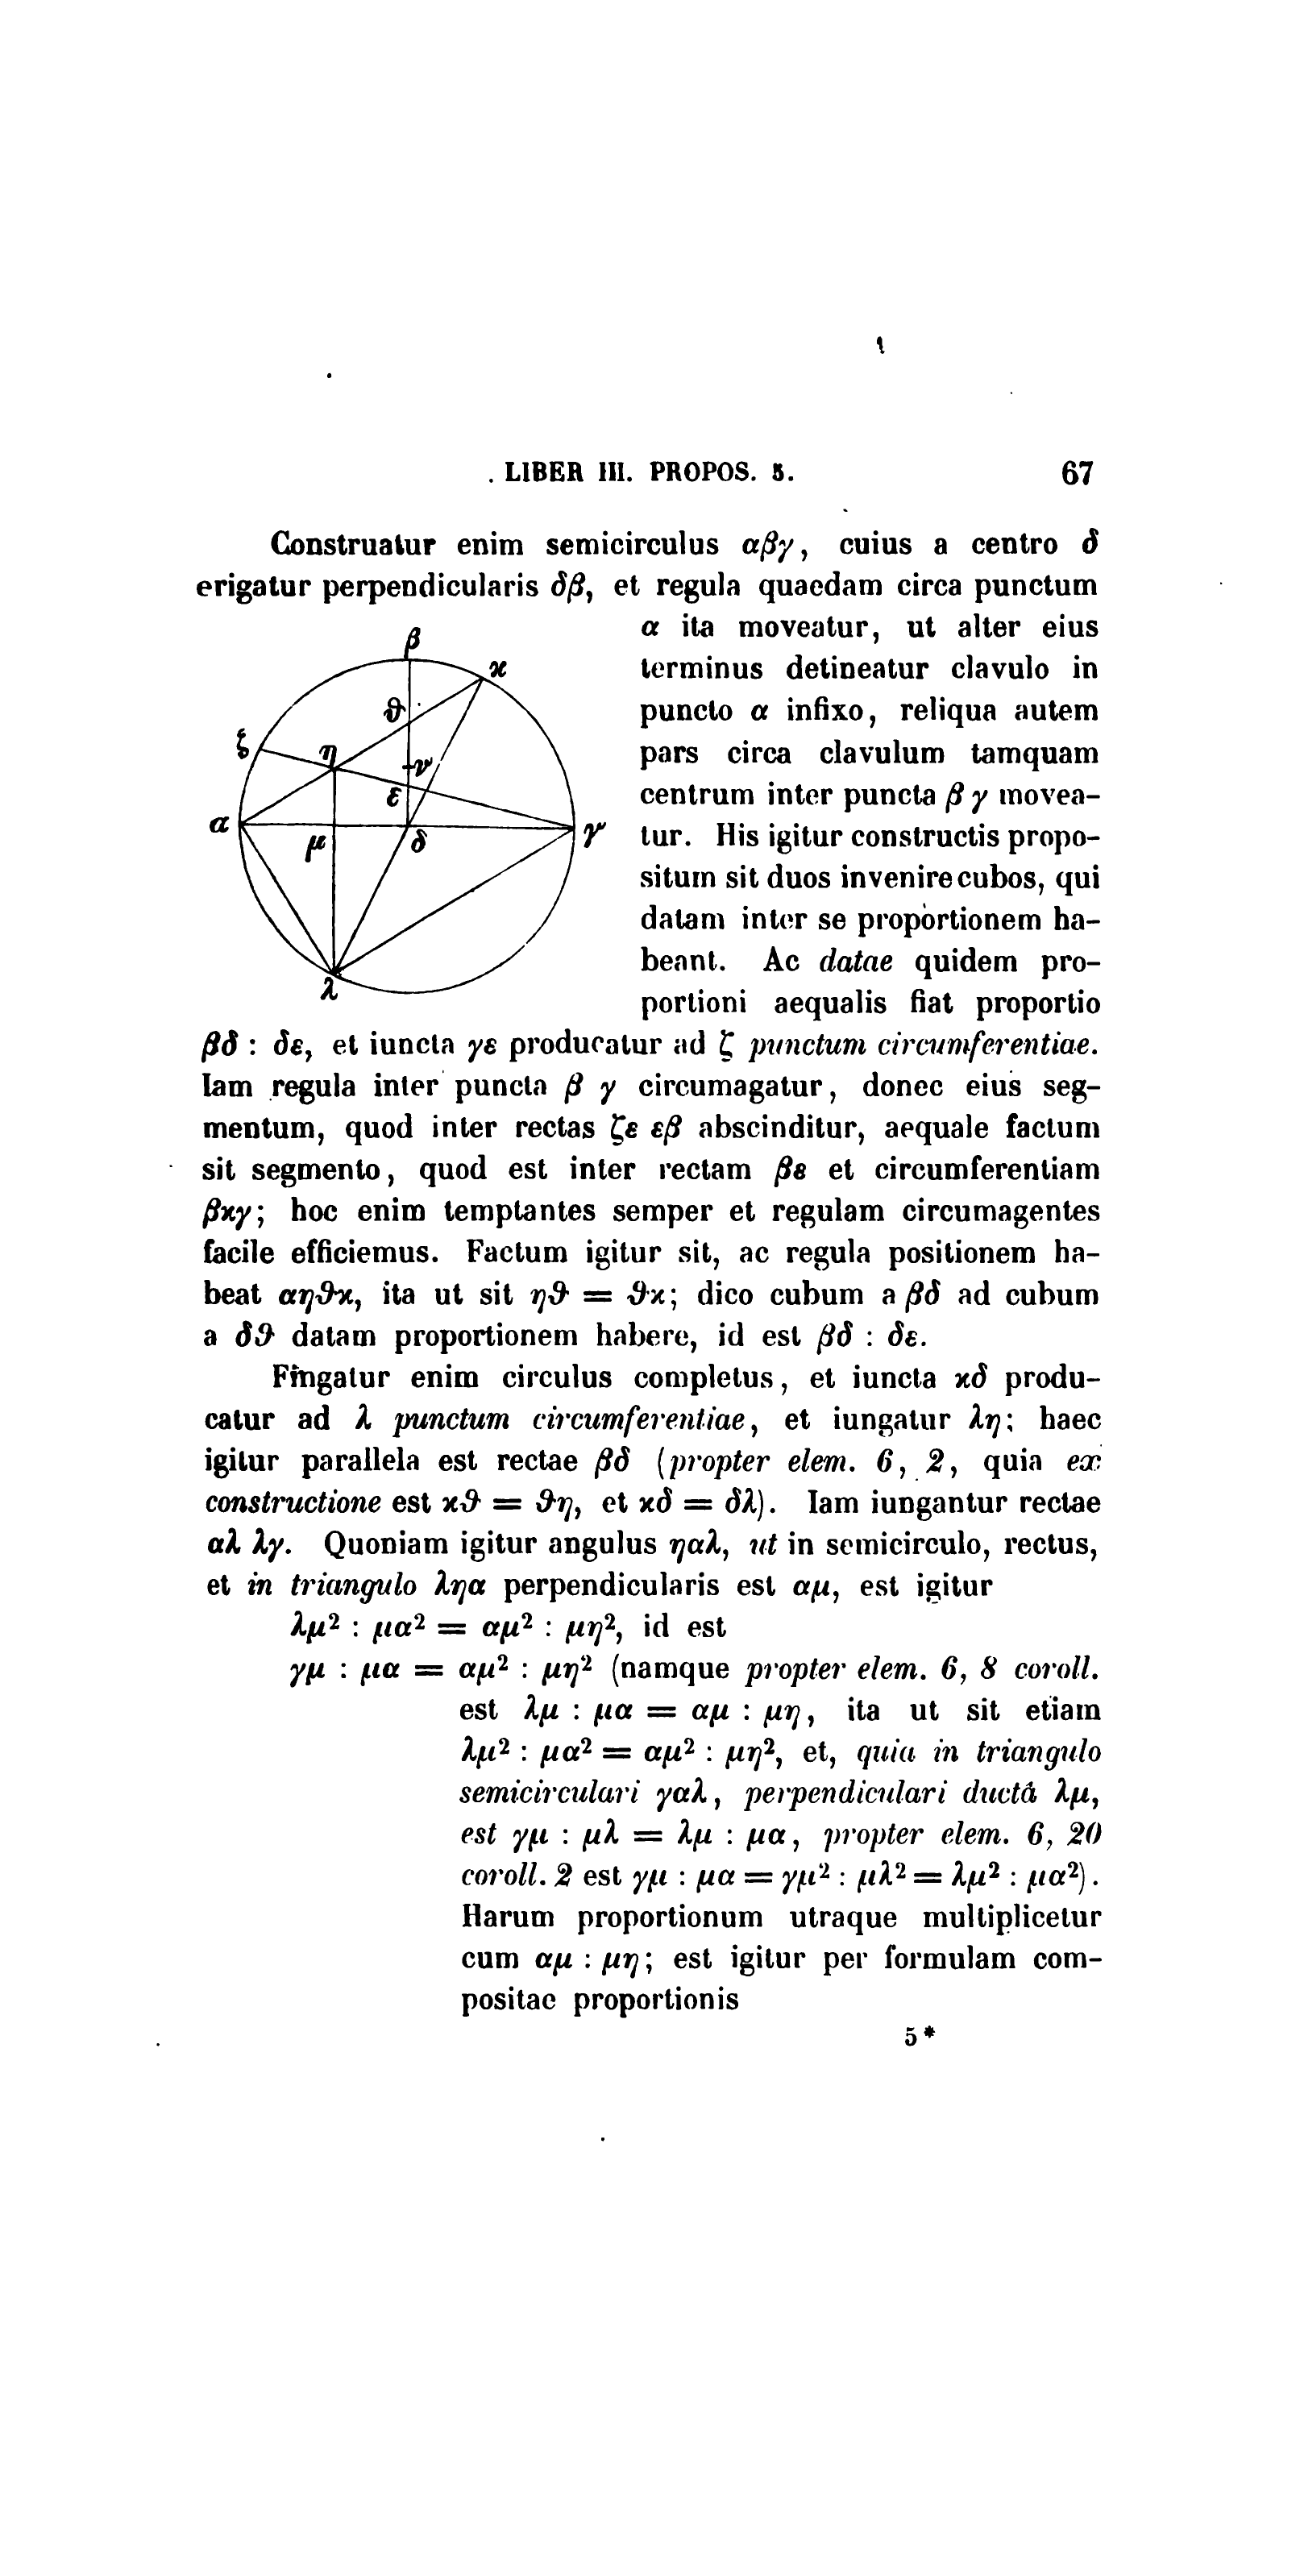 LIBER III. PROPOS. 5. 67
Construatur enim semicirculus αβγ, cuius a centro δ
erigatur perpendicularis δβ, et regula quaedam circa punctum
α ita moveatur, ut alter eius
terminus detineatur clavulo in
puncto α infixo, reliqua autem
pars circa clavulum tamquam
centrum inter puncta β γ movea-
tur. His igitur constructis propo-
situm sit duos invenire cubos, qui
datam inter se proportionem ha-
beant. Ac datae quidem pro-
portioni aequalis fiat proportio
β
κ
ϑ
ζ
η
ν
ε
α
μ
δ
γ
λ
βδ : δε, et iuncta γε producatur ad ζ punctum circumferentiae.
Iam regula inter puncta β γ circumagatur, donec eius seg-
mentum, quod inter rectas ζε εβ abscinditur, aequale factum
sit segmento, quod est inter rectam βε et circumferentiam
βκγ; hoc enim temptantes semper et regulam circumagentes
facile efficiemus. Factum igitur sit, ac regula positionem ha-
beat αηϑκ, ita ut sit ηϑ = ϑκ; dico cubum a βδ ad cubum
a δϑ datam proportionem habere, id est βδ : δε.
Fingatur enim circulus completus, et iuncta κδ produ-
catur ad λ punctum circumferentiae, et iungatur λη; haec
igitur parallela est rectae βδ (propter elem. 6, 2, quia ex
constructione est κϑ = ϑη, et κδ = δλ). Iam iungantur rectae
αλ λγ. Quoniam igitur angulus ηαλ, ut in semicirculo, rectus,
et in triangulo ληα perpendicularis est αμ, est igitur
λμ² : μα² = αμ² : μη², id est
γμ : μα = αμ² : μη² (namque propter elem. 6, 8 coroll.
est λμ : μα = αμ : μη, ita ut sit etiam
λμ² : μα² = αμ² : μη², et, quia in triangulo
semicirculari γαλ, perpendiculari ductâ λμ,
est γμ : μλ = λμ : μα, propter elem. 6, 20
coroll. 2 est γμ : μα = γμ² : μλ² = λμ² : μα²).
Harum proportionum utraque multiplicetur
cum αμ : μη; est igitur per formulam com-
positae proportionis
5*